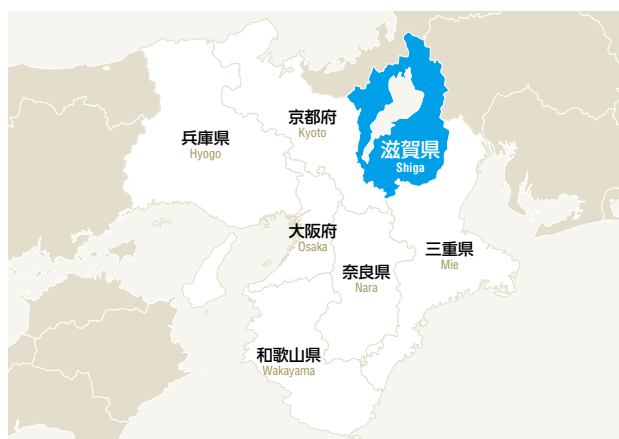 京都府
Kyoto
兵庫県
Hyogo
滋賀県
Shiga
大阪府
Osaka
三重県
Mie
奈良県
Nara
和歌山県
Wakayama